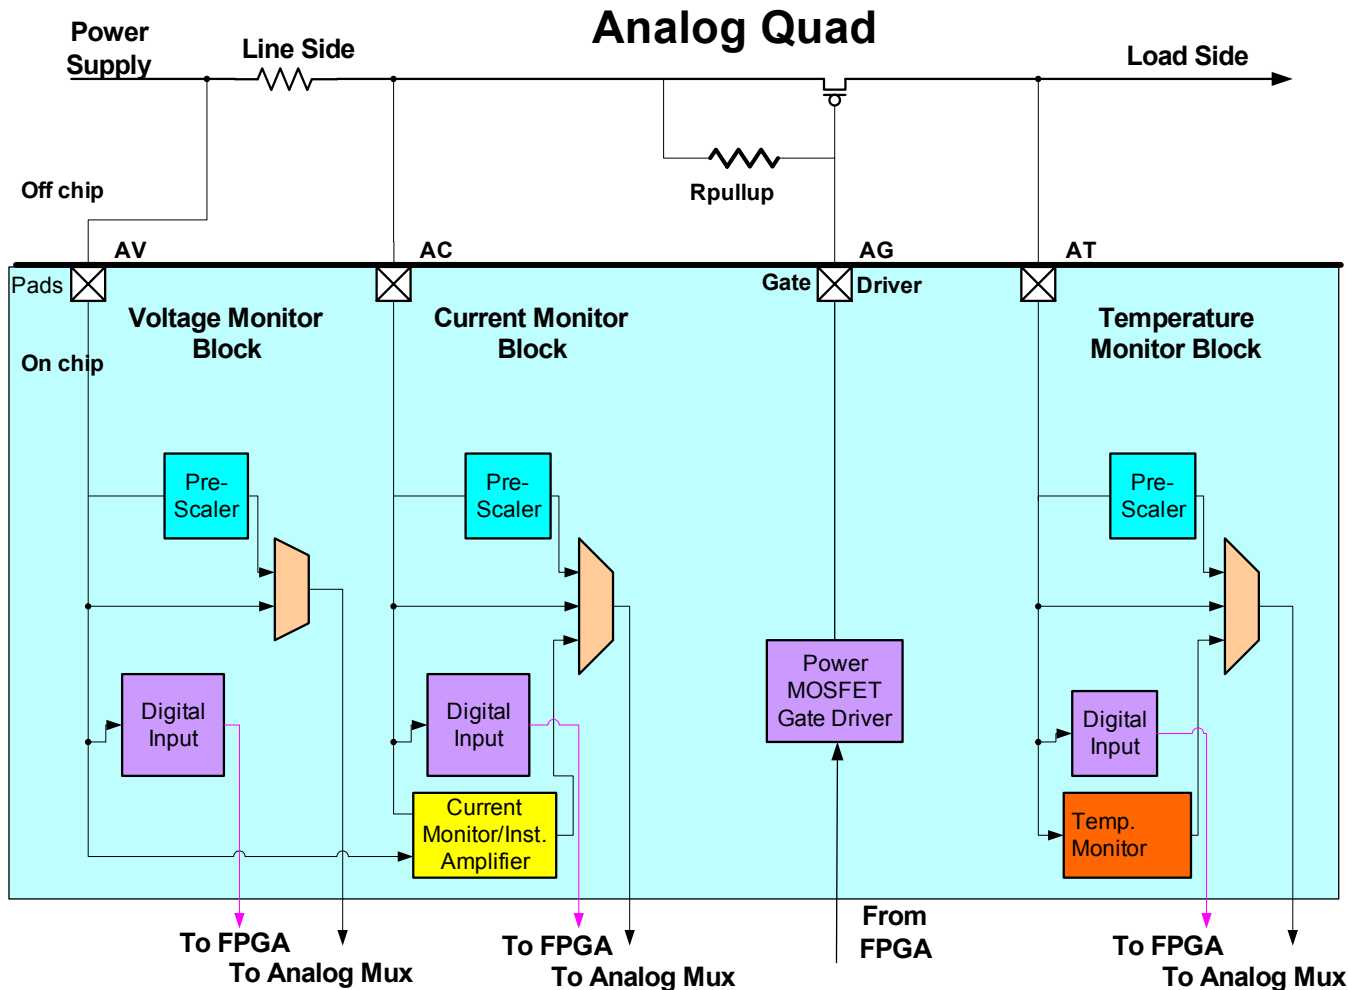 Analog Quad
Power
Supply
Line Side
Load Side
Rpullup
Off chip
AV
AC
AG
AT
Pads
Gate
Driver
Voltage Monitor
Block
Current Monitor
Block
Temperature
Monitor Block
On chip
Pre-
Scaler
Pre-
Scaler
Pre-
Scaler
Digital
Input
Digital
Input
Power
MOSFET
Gate Driver
Digital
Input
Current
Monitor/Inst.
Amplifier
Temp.
Monitor
To FPGA
To Analog Mux
To FPGA
To Analog Mux
From
FPGA
To FPGA
To Analog Mux